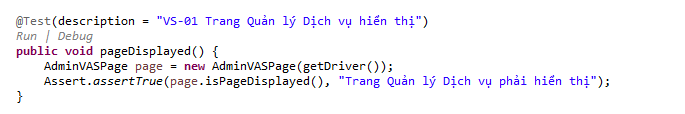 @Test(description = "VS-01 Trang Quản lý Dịch vụ hiển thị")
Run | Debug
public void pageDisplayed() {
    AdminVASPage page = new AdminVASPage(getDriver());
    Assert.assertTrue(page.isPageDisplayed(), "Trang Quản lý Dịch vụ phải hiển thị");
}